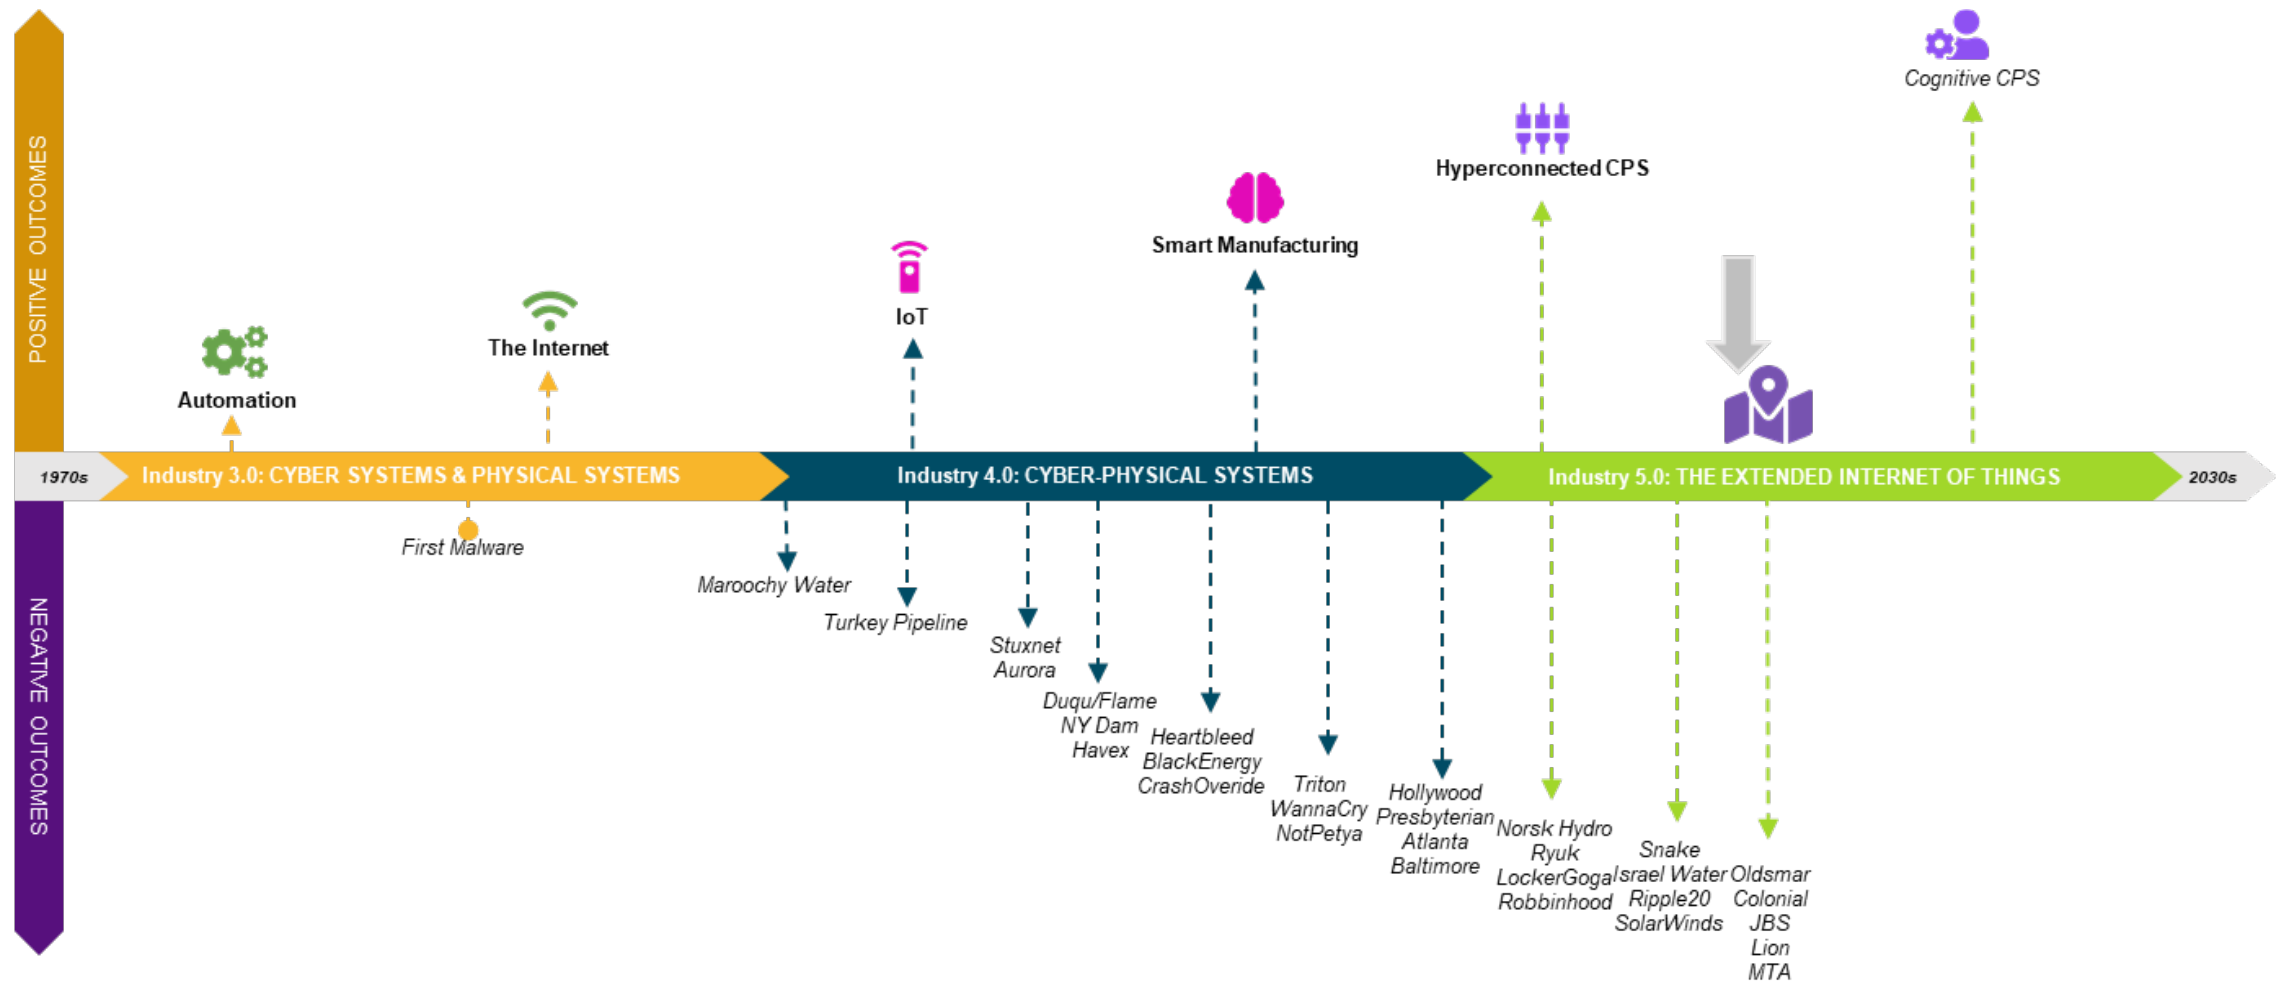 POSITIVE OUTCOMES
NEGATIVE OUTCOMES
Cognitive CPS
Hyperconnected CPS
Smart Manufacturing
IoT
The Internet
Automation
1970s
Industry 3.0: CYBER SYSTEMS & PHYSICAL SYSTEMS
Industry 4.0: CYBER-PHYSICAL SYSTEMS
Industry 5.0: THE EXTENDED INTERNET OF THINGS
2030s
First Malware
Maroochy Water
Turkey Pipeline
Stuxnet
Aurora
Duqu/Flame
NY Dam
Havex
Heartbleed
BlackEnergy
CrashOveride
Triton
WannaCry
NotPetya
Hollywood
Presbyterian
Atlanta
Baltimore
Norsk Hydro
Ryuk
LockerGoga
Robbinhood
Snake
Israel Water
Ripple20
SolarWinds
Oldsmar
Colonial
JBS
Lion
MTA